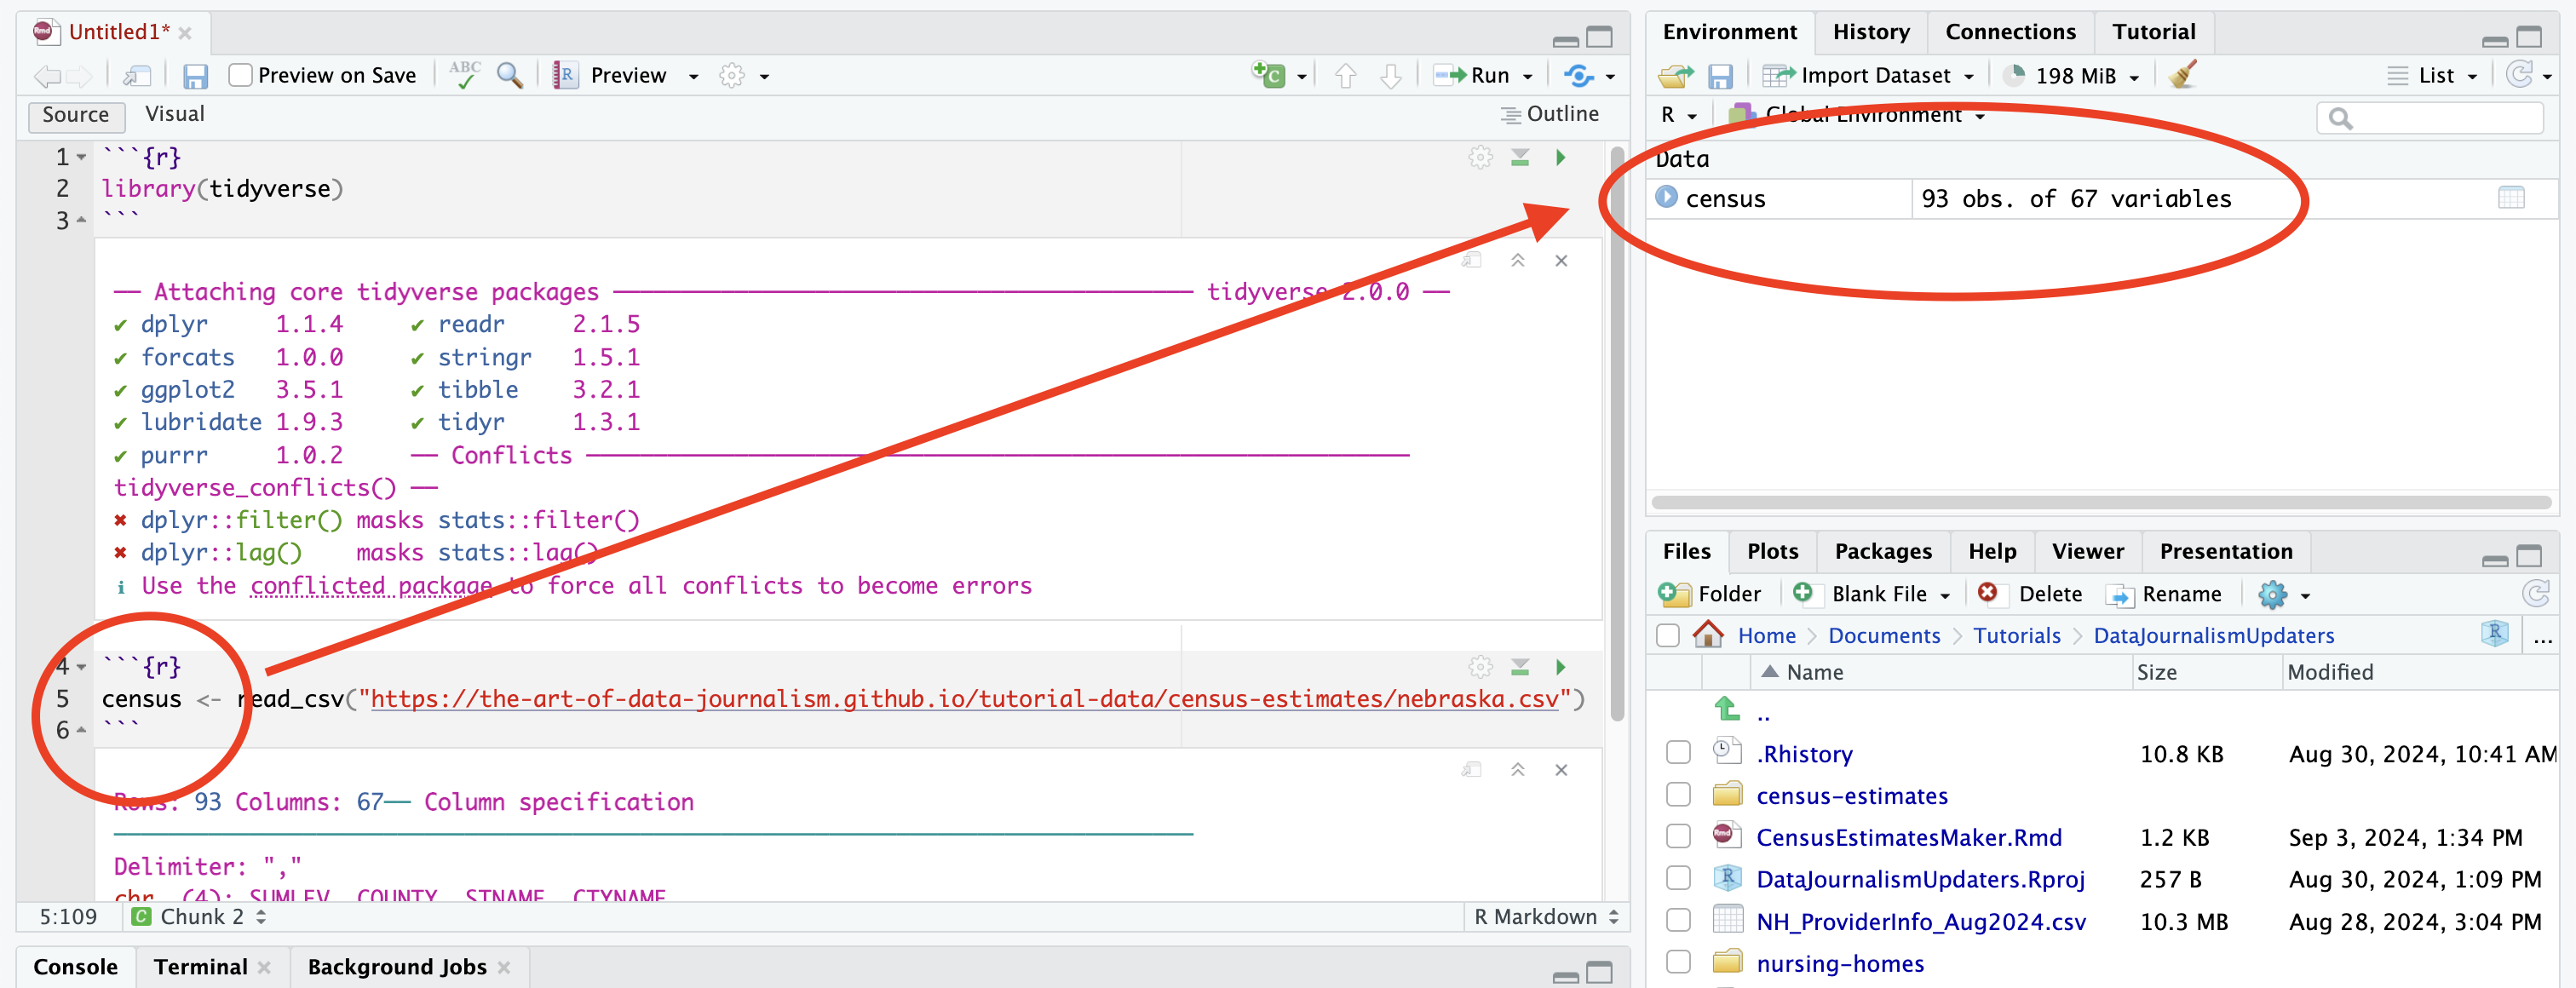 Untitled1*
Preview on Save
ABC
Preview
Run
Source Visual
Outline
1 ```{r}
2 library(tidyverse)
3 ```
── Attaching core tidyverse packages ──────────── tidyverse 2.0.0 ──
✔ dplyr 1.1.4 ✔ readr 2.1.5
✔ forcats 1.0.0 ✔ stringr 1.5.1
✔ ggplot2 3.5.1 ✔ tibble 3.2.1
✔ lubridate 1.9.3 ✔ tidyr 1.3.1
✔ purrr 1.0.2 ── Conflicts ────────────
tidyverse_conflicts() ──
✖ dplyr::filter() masks stats::filter()
✖ dplyr::lag() masks stats::lag()
ℹ Use the conflicted package to force all conflicts to become errors
4 ```{r}
5 census <- read_csv("https://the-art-of-data-journalism.github.io/tutorial-data/census-estimates/nebraska.csv")
6 ```
Rows: 93 Columns: 67── Column specification
────────────
Delimiter: ","
chr (4): SUMLEV, COUNTY, STNAME, CTYNAME
5:109 C Chunk 2
R Markdown
Console Terminal Background Jobs
Environment History Connections Tutorial
Import Dataset 198 MiB List
R Global Environment
Data
census 93 obs. of 67 variables
Files Plots Packages Help Viewer Presentation
Folder Blank File Delete Rename
Home Documents Tutorials DataJournalismUpdaters R ...
Name Size Modified
..
.Rhistory 10.8 KB Aug 30, 2024, 10:41 AM
census-estimates
CensusEstimatesMaker.Rmd 1.2 KB Sep 3, 2024, 1:34 PM
DataJournalismUpdaters.Rproj 257 B Aug 30, 2024, 1:09 PM
NH_ProviderInfo_Aug2024.csv 10.3 MB Aug 28, 2024, 3:04 PM
nursing-homes